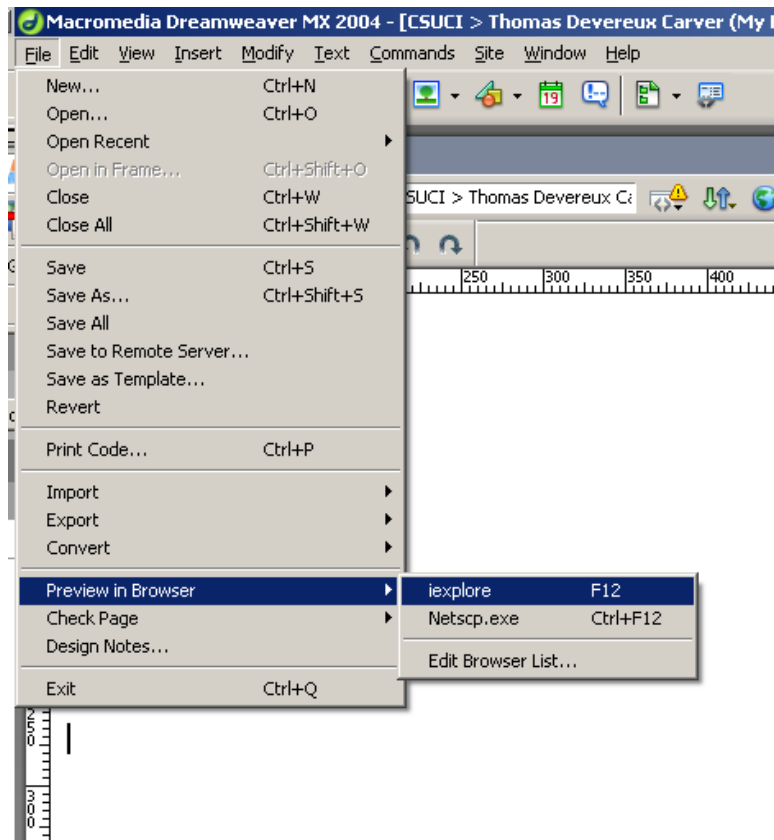 Macromedia Dreamweaver MX 2004 - [CSUCI > Thomas Devereux Carver (My
File Edit View Insert Modify Text Commands Site Window Help
New... Ctrl+N
Open... Ctrl+O
Open Recent
Open in Frame... Ctrl+Shift+O
Close Ctrl+W
Close All Ctrl+Shift+W
Save Ctrl+S
Save As... Ctrl+Shift+S
Save All
Save to Remote Server...
Save as Template...
Revert
Print Code... Ctrl+P
Import
Export
Convert
Preview in Browser
Check Page
Design Notes...
Exit Ctrl+Q
iexplore F12
Netscp.exe Ctrl+F12
Edit Browser List...
19
SUCI > Thomas Devereux Ca
250 300 350 400
250
300